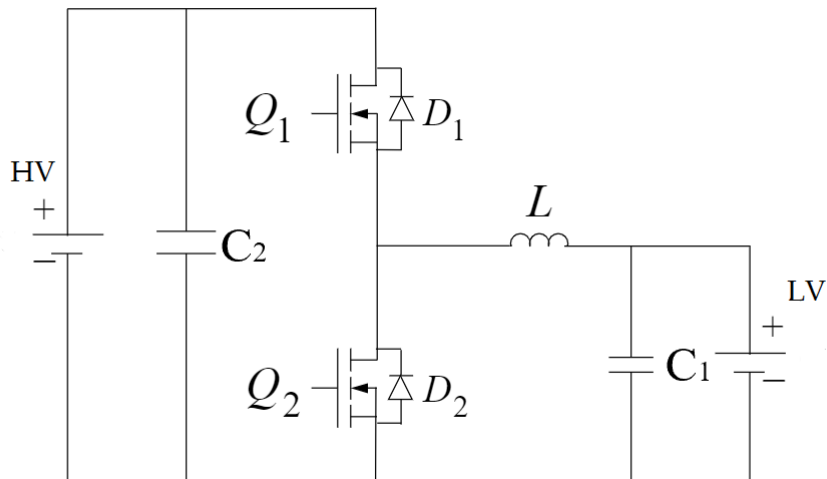 Q1
D1
HV
+
−
C2
L
LV
+
−
C1
Q2
D2